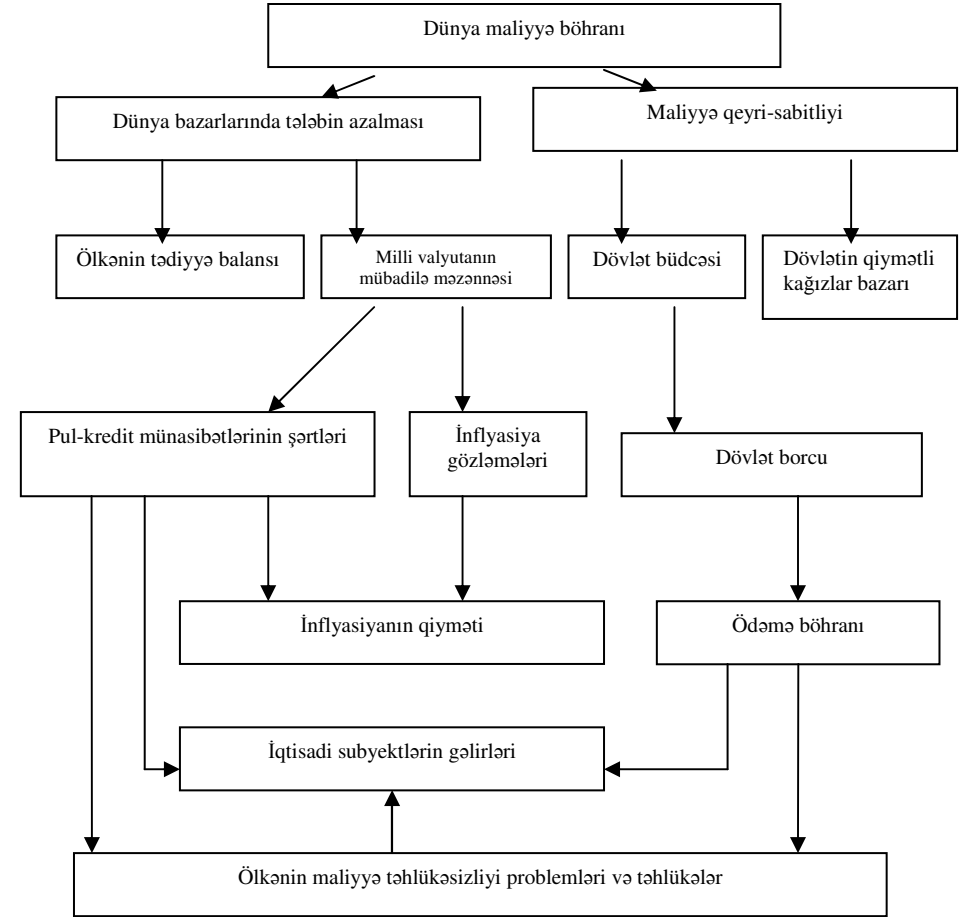 Dünya maliyyə böhranı
Dünya bazarlarında tələbin azalması
Maliyyə qeyri-sabitliyi
Ölkənin tədiyyə balansı
Milli valyutanın
mübadilə məzənnəsi
Dövlət büdcəsi
Dövlətin qiymətli
kağızlar bazarı
Pul-kredit münasibətlərinin şərtləri
İnflyasiya
gözləmələri
Dövlət borcu
İnflyasiyanın qiyməti
Ödəmə böhranı
İqtisadi subyektlərin gəlirləri
Ölkənin maliyyə təhlükəsizliyi problemləri və təhlükələr